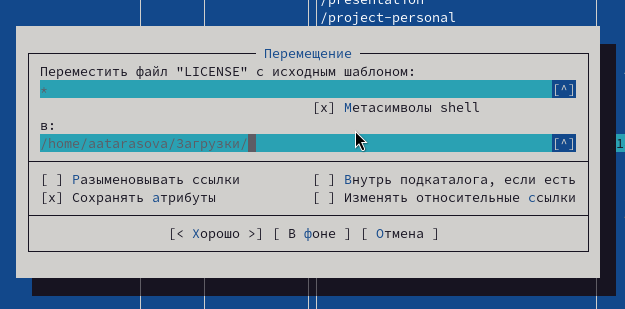 /presentation
/project-personal
Перемещение
Переместить файл "LICENSE" с исходным шаблоном:
* [^]
[x] Метасимволы shell
в:
/home/aatarasova/Загрузки/ [^]
1
[ ] Разыменовывать ссылки [ ] Внутрь подкаталога, если есть
[x] Сохранять атрибуты [ ] Изменять относительные ссылки
[< Хорошо >] [ В фоне ] [ Отмена ]